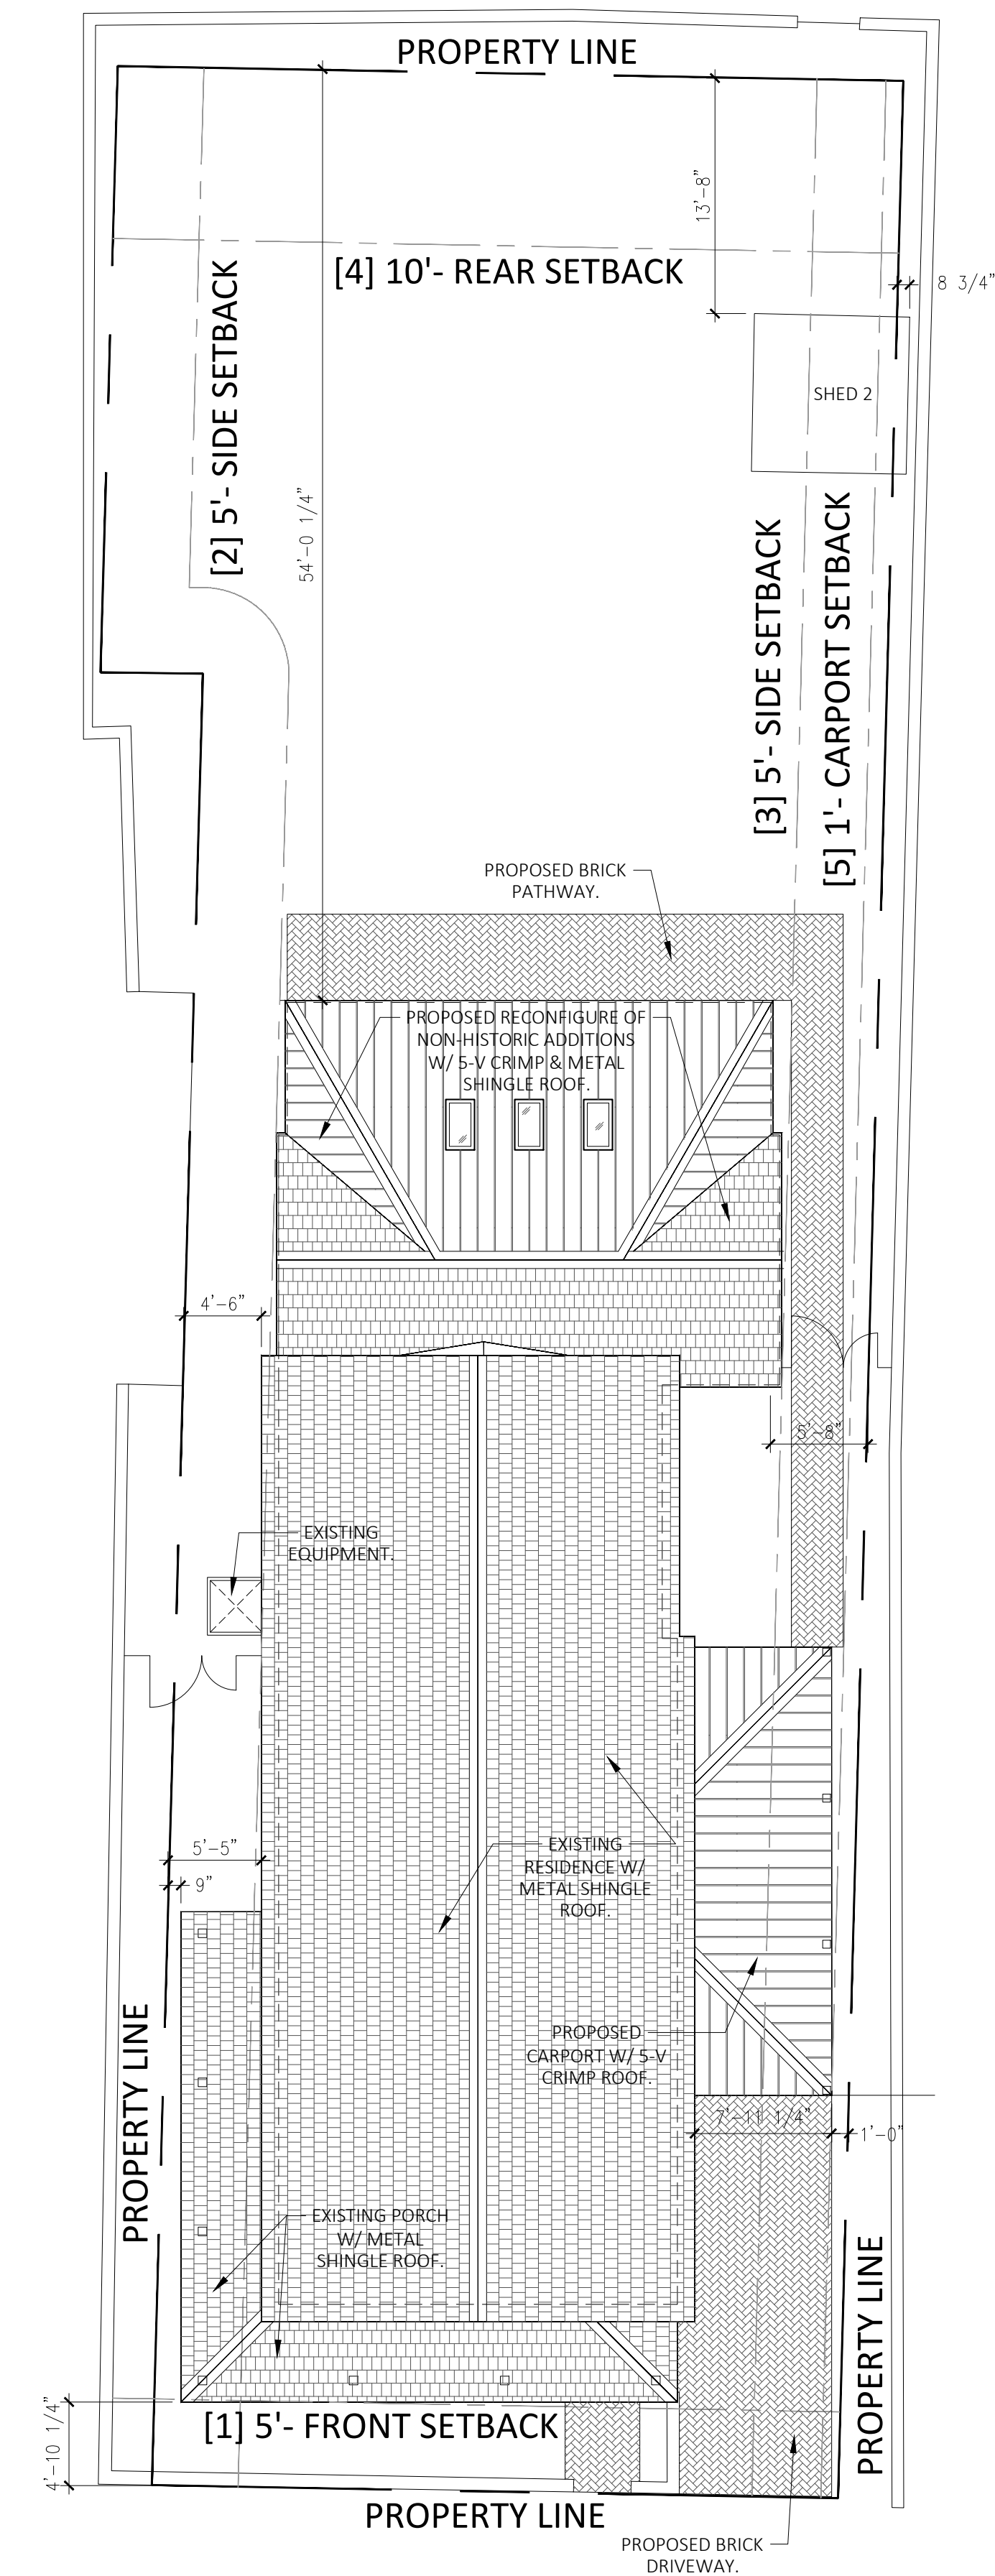 PROPERTY LINE
13'-8"
[4] 10'- REAR SETBACK
8 3/4"
[2] 5'- SIDE SETBACK
SHED 2
54'-0 1/4"
[3] 5'- SIDE SETBACK
[5] 1'- CARPORT SETBACK
PROPOSED BRICK
PATHWAY.
PROPOSED RECONFIGURE OF
NON-HISTORIC ADDITIONS
W/ 5-V CRIMP & METAL
SHINGLE ROOF.
4'-6"
5'-8"
EXISTING
EQUIPMENT.
5'-5"
9"
EXISTING
RESIDENCE W/
METAL SHINGLE
ROOF.
PROPERTY LINE
PROPOSED
CARPORT W/ 5-V
CRIMP ROOF.
7'-11 1/4"
1'-0"
EXISTING PORCH
W/ METAL
SHINGLE ROOF.
PROPERTY LINE
4'-10 1/4"
[1] 5'- FRONT SETBACK
PROPERTY LINE
PROPOSED BRICK
DRIVEWAY.